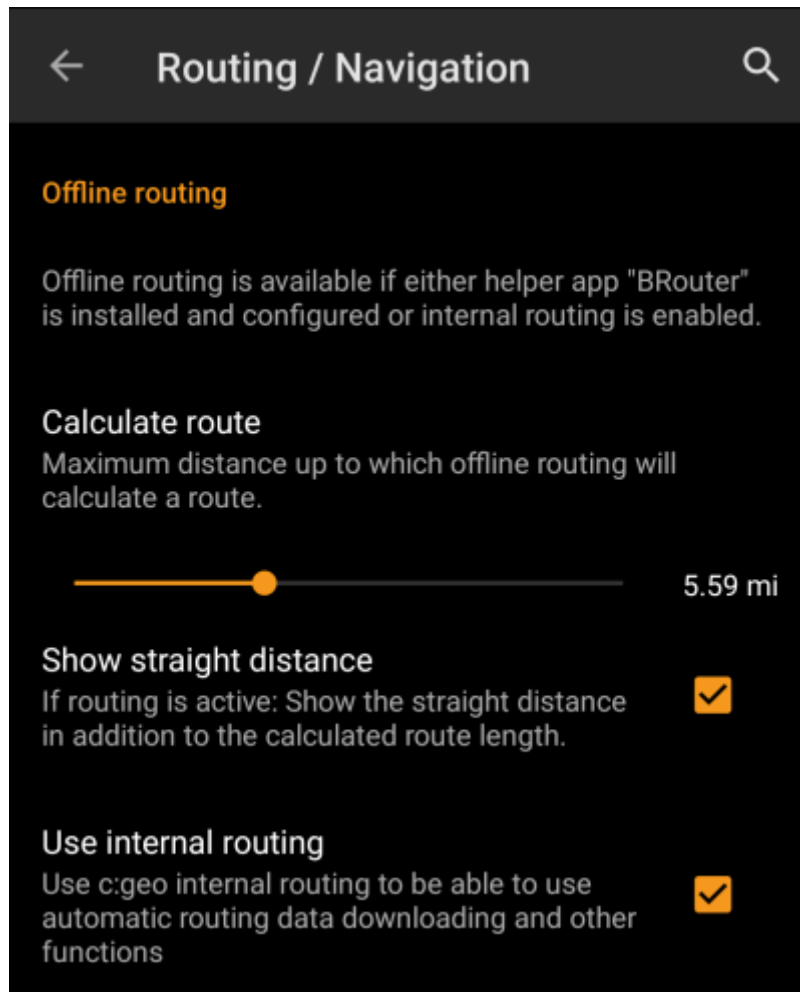 Routing / Navigation
Offline routing
Offline routing is available if either helper app "BRouter"
is installed and configured or internal routing is enabled.
Calculate route
Maximum distance up to which offline routing will
calculate a route.
5.59 mi
Show straight distance
If routing is active: Show the straight distance
in addition to the calculated route length.
Use internal routing
Use c:geo internal routing to be able to use
automatic routing data downloading and other
functions